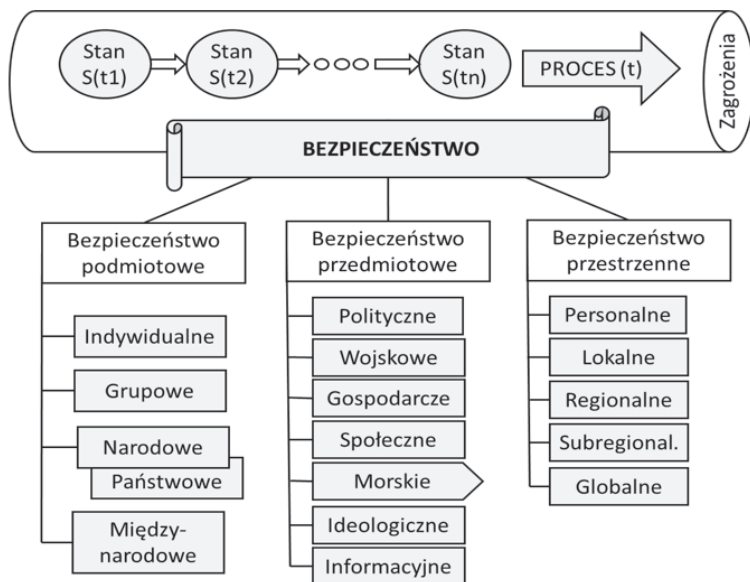 Stan
S(t1)
Stan
S(t2)
Stan
S(tn)
PROCES (t)
Zagrożenia
BEZPIECZEŃSTWO
Bezpieczeństwo
podmiotowe
Indywidualne
Grupowe
Narodowe
Państwowe
Między-
narodowe
Bezpieczeństwo
przedmiotowe
Polityczne
Wojskowe
Gospodarcze
Społeczne
Morskie
Ideologiczne
Informacyjne
Bezpieczeństwo
przestrzenne
Personalne
Lokalne
Regionalne
Subregional.
Globalne